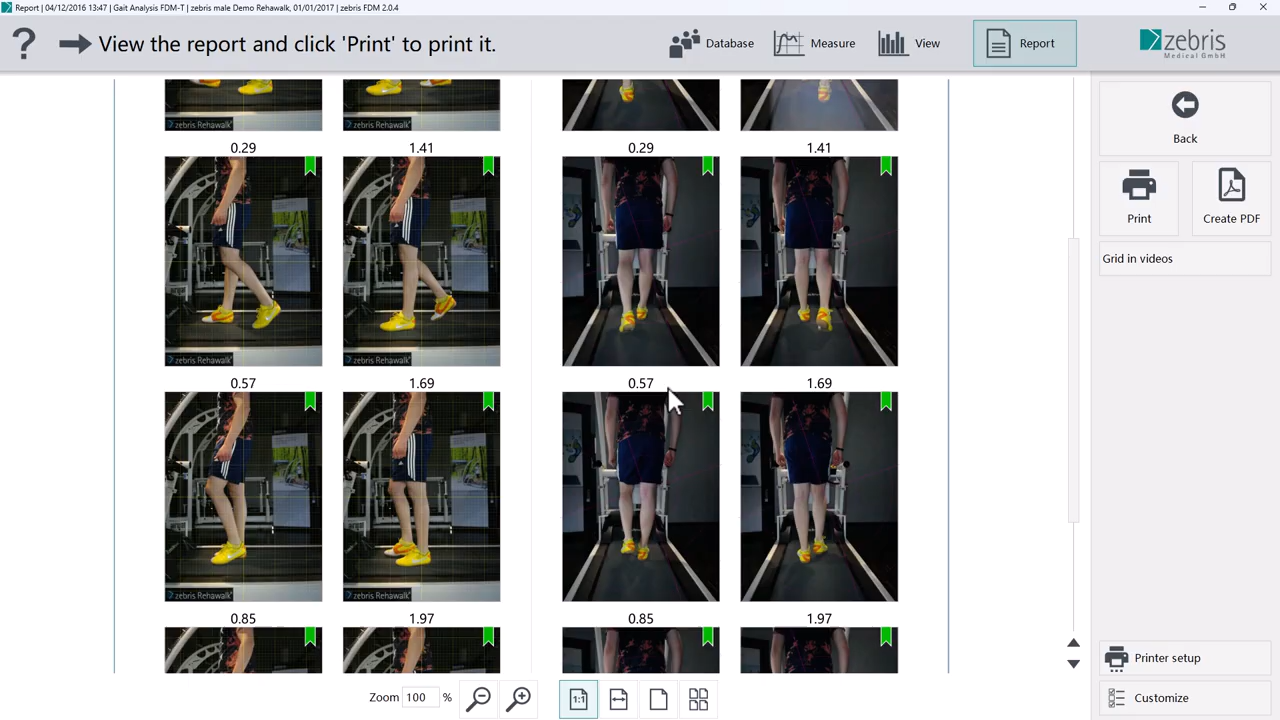 Report | 04/12/2016 13:47 | Gait Analysis FDM-T | zebris male Demo Rehawalk, 01/01/2017 | zebris FDM 2.0.4
? View the report and click 'Print' to print it.
Database
Measure
View
Report
zebris
Medical GmbH
zebris Rehawalk®
zebris Rehawalk®
0.29
1.41
0.29
1.41
zebris Rehawalk®
zebris Rehawalk®
0.57
1.69
0.57
1.69
zebris Rehawalk®
zebris Rehawalk®
0.85
1.97
0.85
1.97
Back
Print
Create PDF
Grid in videos
Printer setup
Customize
Zoom 100 %
1:1